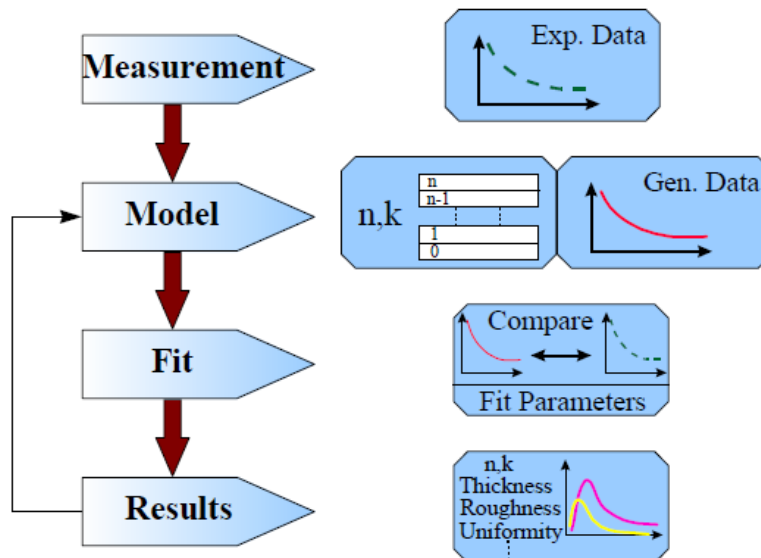 Measurement
Exp. Data
Model
n,k
n
n-1
1
0
Gen. Data
Fit
Compare
Fit Parameters
Results
n,k
Thickness
Roughness
Uniformity